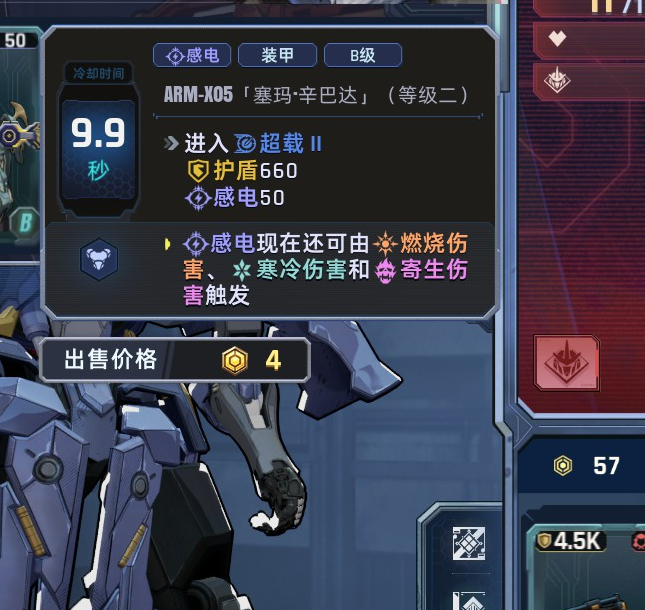 50
感电 装甲 B级
冷却时间
ARM-X05「塞玛·辛巴达」（等级二）
9.9
秒
进入 超载 II
护盾660
感电50
B
感电现在还可由 燃烧伤
害、 寒冷伤害和 寄生伤
害触发
出售价格 4
57
4.5K